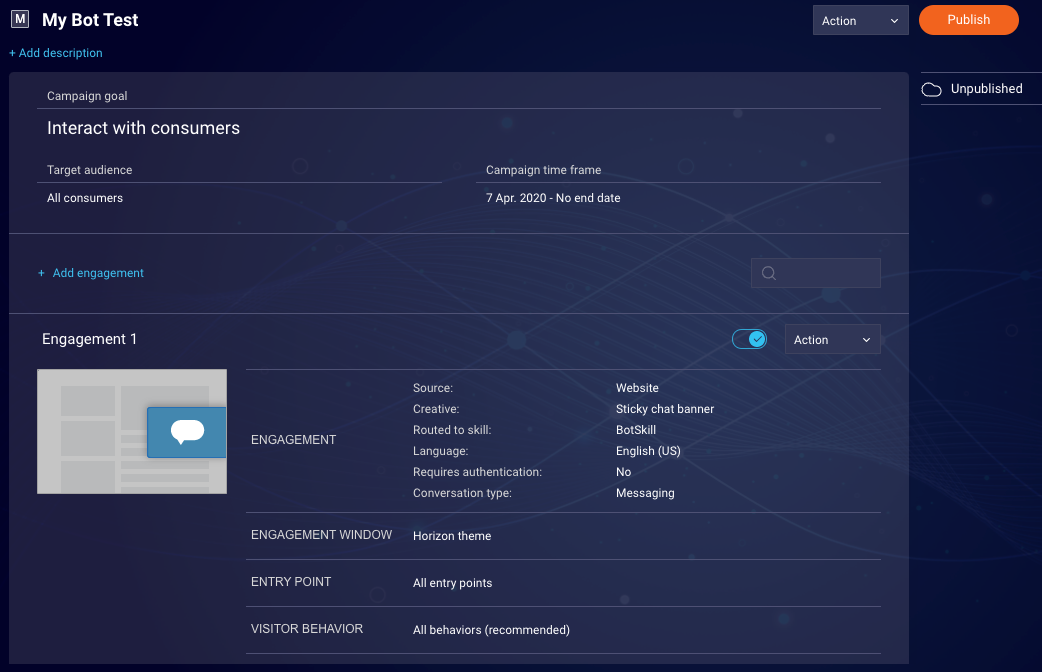 M My Bot Test
Action
Publish
+ Add description
Unpublished
Campaign goal
Interact with consumers
Target audience
Campaign time frame
All consumers
7 Apr. 2020 - No end date
+ Add engagement
Engagement 1
Action
ENGAGEMENT
Source: Website
Creative: Sticky chat banner
Routed to skill: BotSkill
Language: English (US)
Requires authentication: No
Conversation type: Messaging
ENGAGEMENT WINDOW Horizon theme
ENTRY POINT All entry points
VISITOR BEHAVIOR All behaviors (recommended)